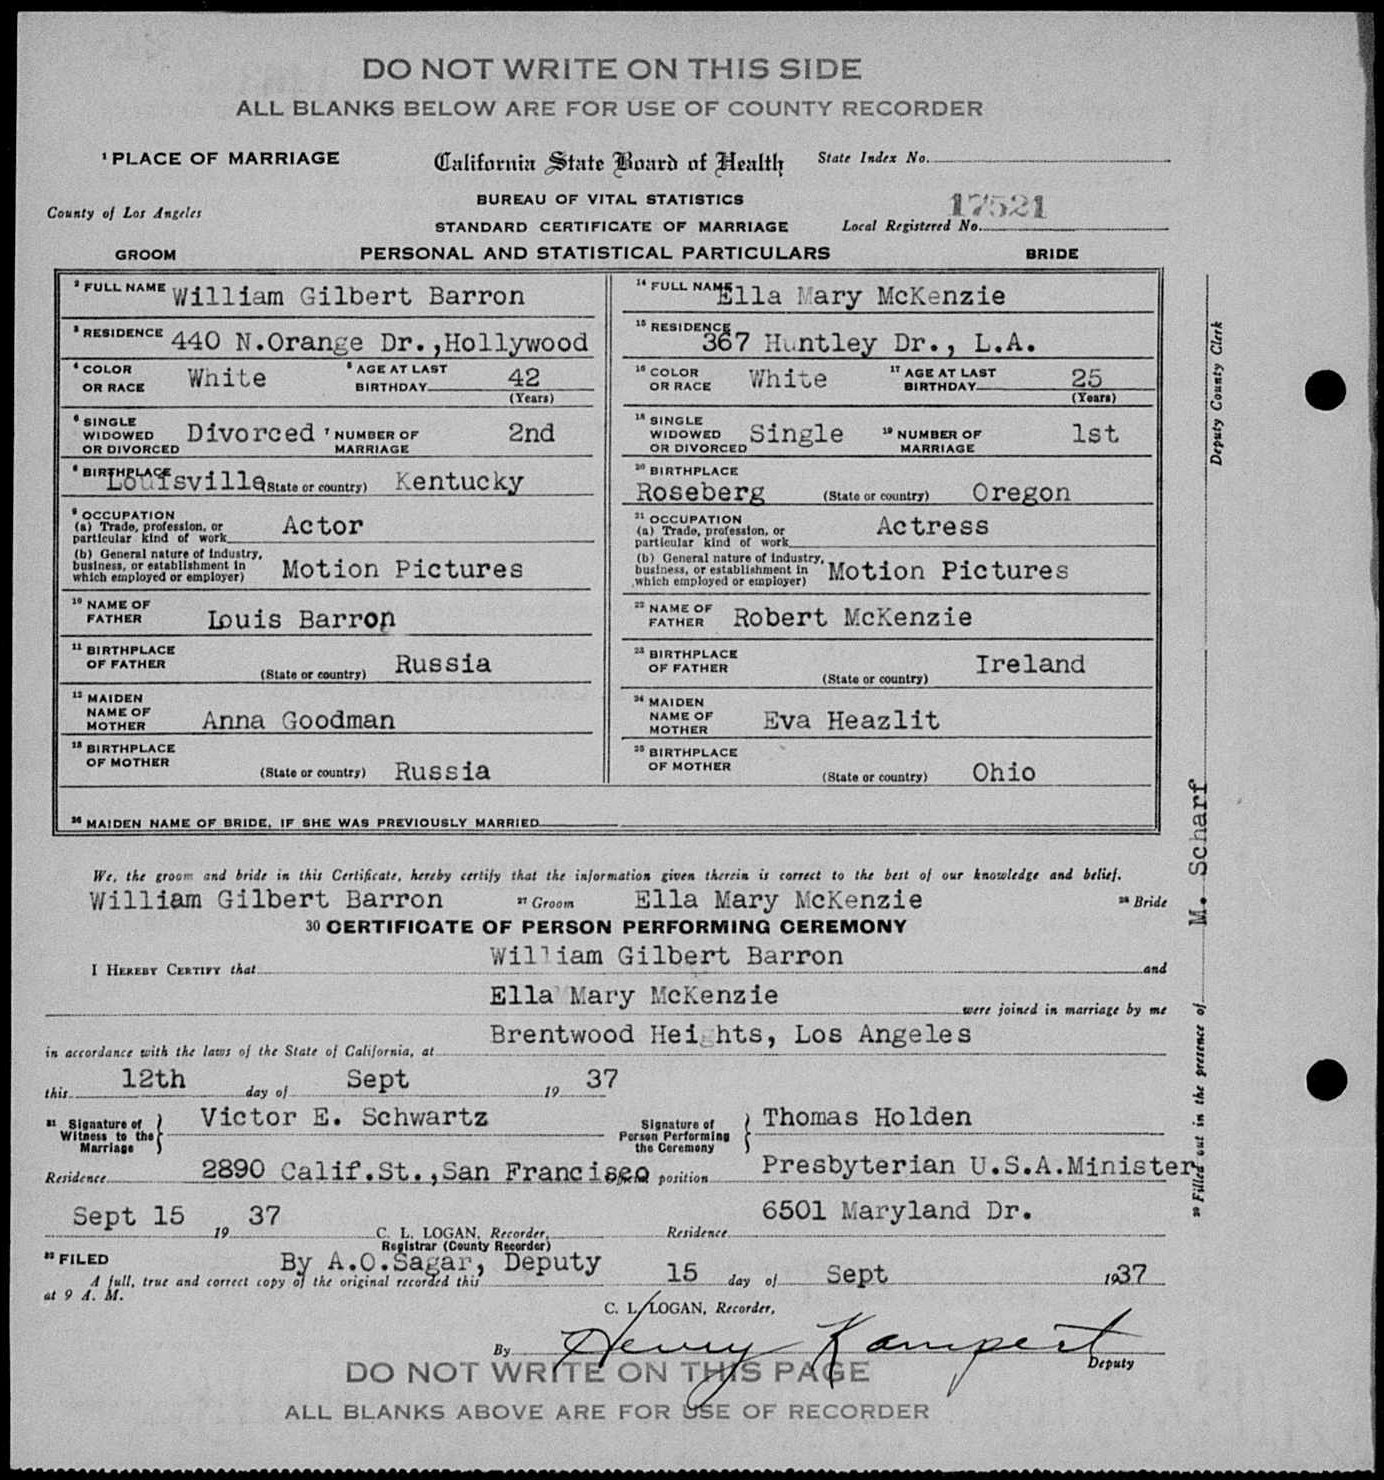 DO NOT WRITE ON THIS SIDE
ALL BLANKS BELOW ARE FOR USE OF COUNTY RECORDER
1 PLACE OF MARRIAGE California State Board of Health State Index No.
BUREAU OF VITAL STATISTICS 17521
County of Los Angeles STANDARD CERTIFICATE OF MARRIAGE Local Registered No.
GROOM PERSONAL AND STATISTICAL PARTICULARS BRIDE
2 FULL NAME William Gilbert Barron
3 RESIDENCE 440 N.Orange Dr.,Hollywood
4 COLOR OR RACE White 5 AGE AT LAST BIRTHDAY 42
(Years)
6 SINGLE WIDOWED OR DIVORCED Divorced 7 NUMBER OF MARRIAGE 2nd
8 BIRTHPLACE Louisville (State or country) Kentucky
9 OCCUPATION
(a) Trade, profession, or particular kind of work Actor
(b) General nature of industry, business, or establishment in which employed or employer) Motion Pictures
10 NAME OF FATHER Louis Barron
11 BIRTHPLACE OF FATHER (State or country) Russia
12 MAIDEN NAME OF MOTHER Anna Goodman
13 BIRTHPLACE OF MOTHER (State or country) Russia
14 FULL NAME Ella Mary McKenzie
15 RESIDENCE 367 Huntley Dr., L.A.
16 COLOR OR RACE White 17 AGE AT LAST BIRTHDAY 25
(Years)
18 SINGLE WIDOWED OR DIVORCED Single 19 NUMBER OF MARRIAGE 1st
20 BIRTHPLACE
Roseberg (State or country) Oregon
21 OCCUPATION
(a) Trade, profession, or particular kind of work Actress
(b) General nature of industry, business, or establishment in which employed or employer) Motion Pictures
22 NAME OF FATHER Robert McKenzie
23 BIRTHPLACE OF FATHER (State or country) Ireland
24 MAIDEN NAME OF MOTHER Eva Heazlit
25 BIRTHPLACE OF MOTHER (State or country) Ohio
26 MAIDEN NAME OF BRIDE, IF SHE WAS PREVIOUSLY MARRIED
We, the groom and bride in this Certificate, hereby certify that the information given therein is correct to the best of our knowledge and belief.
William Gilbert Barron 27 Groom Ella Mary McKenzie 28 Bride
30 CERTIFICATE OF PERSON PERFORMING CEREMONY
I HEREBY CERTIFY that William Gilbert Barron and
Ella Mary McKenzie were joined in marriage by me
in accordance with the laws of the State of California, at Brentwood Heights, Los Angeles
this 12th day of Sept 19 37
31 Signature of Witness to the Marriage } Victor E. Schwartz Signature of Person Performing the Ceremony } Thomas Holden
Residence 2890 Calif.St.,San Francisco Official position Presbyterian U.S.A.Minister
Sept 15 19 37 C. L. LOGAN, Recorder, Residence 6501 Maryland Dr.
Registrar (County Recorder)
32 FILED By A.O.Sagar, Deputy
A full, true and correct copy of the original recorded this 15 day of Sept 1937
at 9 A. M.
C. L. LOGAN, Recorder,
By Henry Kampert
Deputy
DO NOT WRITE ON THIS PAGE
ALL BLANKS ABOVE ARE FOR USE OF RECORDER
29 Filled out in the presence of M. Scharf
Deputy County Clerk